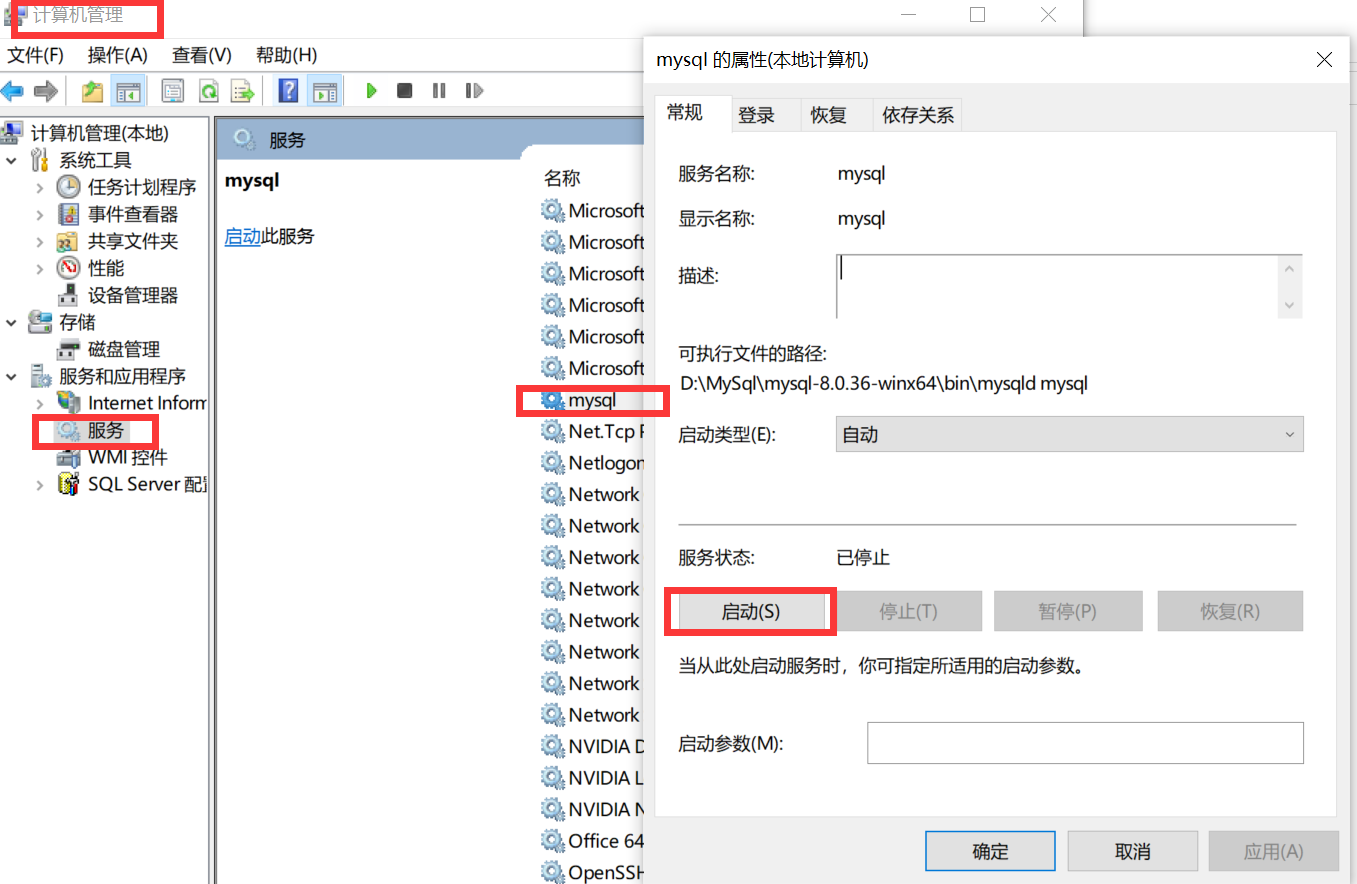 计算机管理
文件(F) 操作(A) 查看(V) 帮助(H)
计算机管理(本地)
系统工具
任务计划程序
事件查看器
共享文件夹
性能
设备管理器
存储
磁盘管理
服务和应用程序
Internet Inform
服务
WMI 控件
SQL Server 配
服务
mysql
启动此服务
名称
Microsoft
Microsoft
Microsoft
Microsoft
Microsoft
Microsoft
mysql
Net.Tcp
Netlogon
Network
Network
Network
Network
Network
Network
Network
Network
NVIDIA D
NVIDIA L
NVIDIA N
Office 64
OpenSSH
mysql 的属性(本地计算机)
常规 登录 恢复 依存关系
服务名称: mysql
显示名称: mysql
描述:
可执行文件的路径:
D:\MySql\mysql-8.0.36-winx64\bin\mysqld mysql
启动类型(E): 自动
服务状态: 已停止
启动(S) 停止(T) 暂停(P) 恢复(R)
当从此处启动服务时，你可指定所适用的启动参数。
启动参数(M):
确定 取消 应用(A)